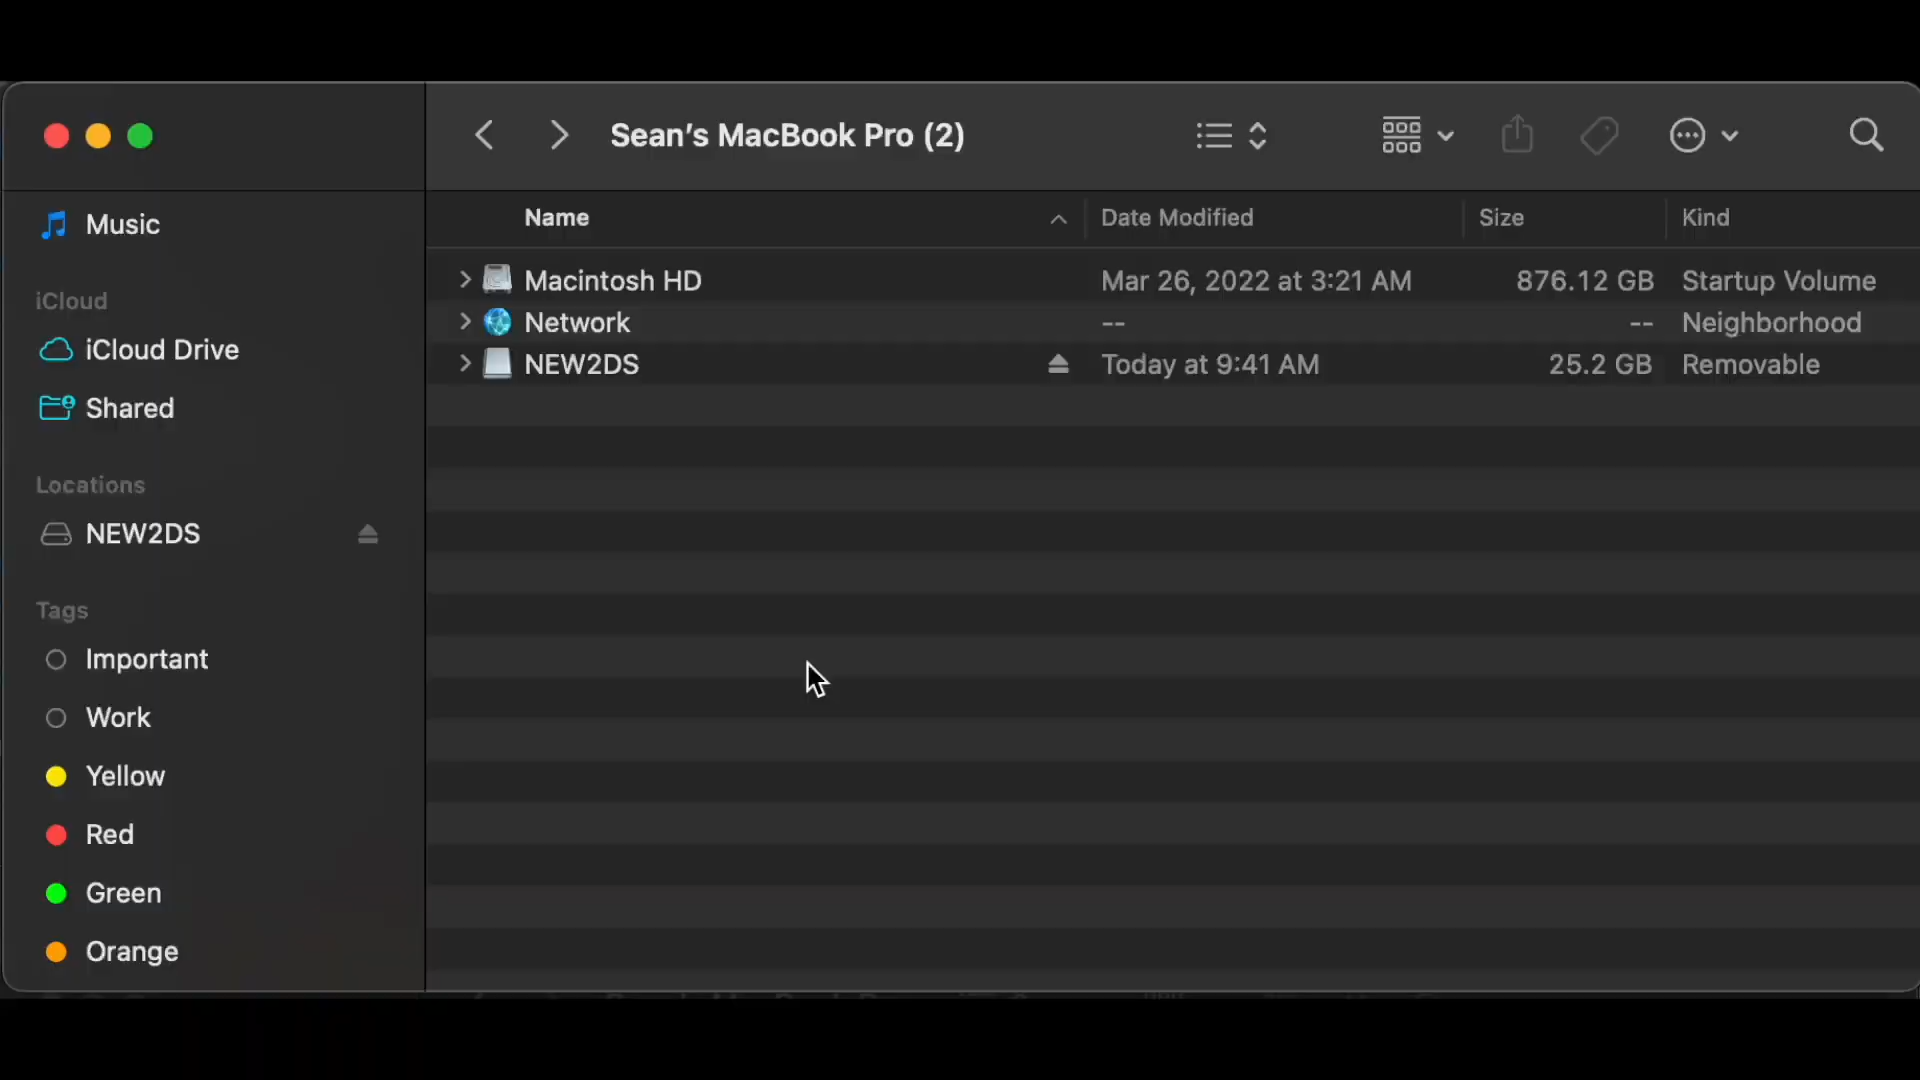 Sean's MacBook Pro (2)
Music
iCloud
iCloud Drive
Shared
Locations
NEW2DS
Tags
Important
Work
Yellow
Red
Green
Orange
Name Date Modified Size Kind
Macintosh HD Mar 26, 2022 at 3:21 AM 876.12 GB Startup Volume
Network -- -- Neighborhood
NEW2DS Today at 9:41 AM 25.2 GB Removable